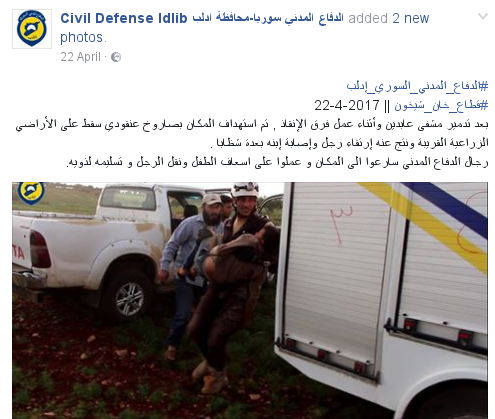 Civil Defense Idlib الدفاع المدني سوريا-محافظة ادلب added 2 new
photos.
22 April ·
#الدفاع_المدني_السوري_إدلب
#قطاع_خان_شيخون || 22-4-2017
بعد تدمير مشفى عابدين وأثناء عمل فرق الإنقاذ , تم استهداف المكان بصاروخ عنقودي سقط على الأراضي
الزراعية القريبة ونتج عنه إرتقاء رجل وإصابة إبنه بعدة شظايا .
رجال الدفاع المدني سارعوا الى المكان و عملوا على اسعاف الطفل ونقل الرجل و تسليمه لذويه.
٣